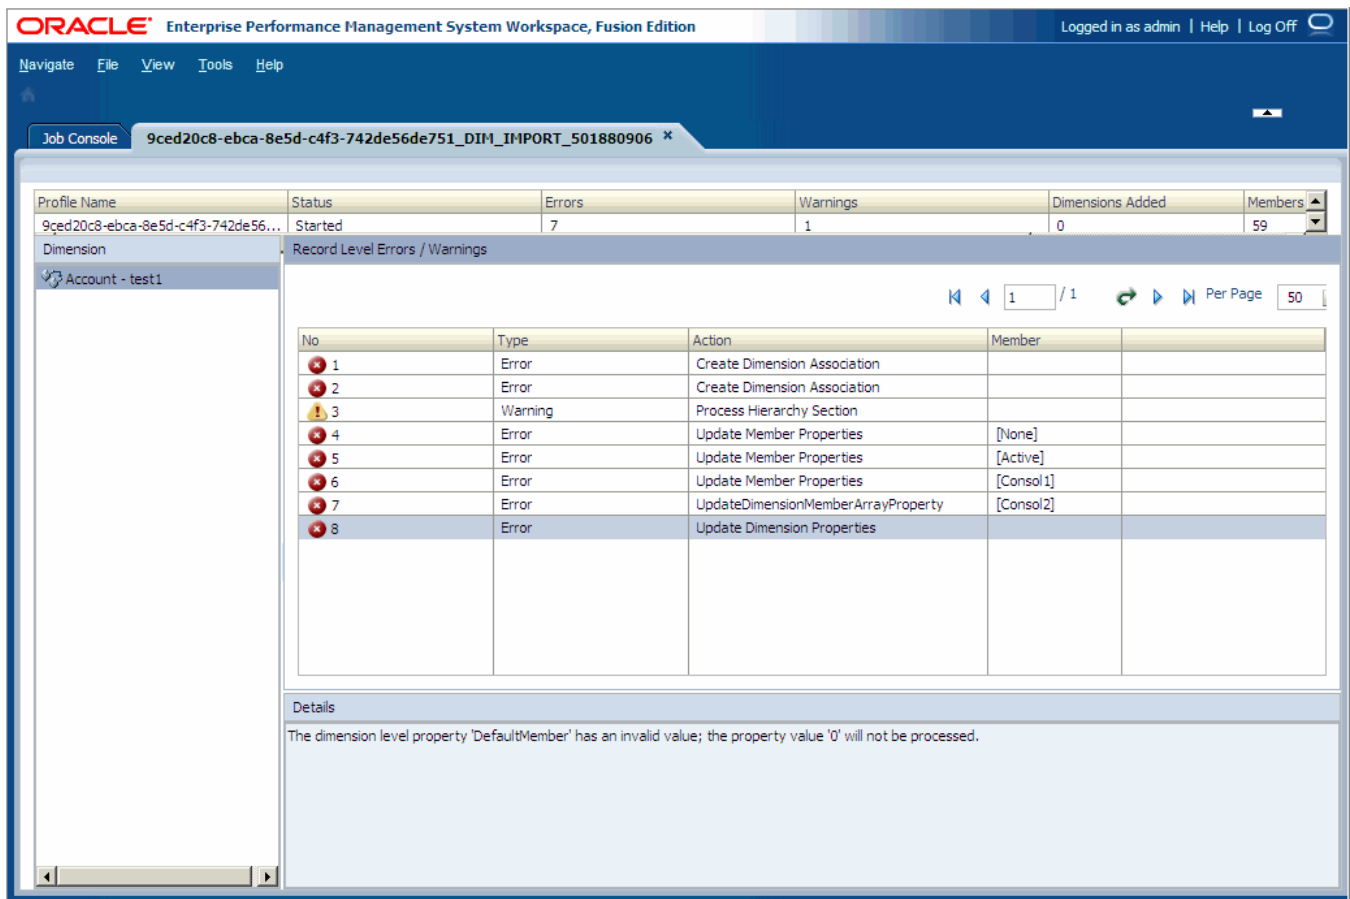 ORACLE Enterprise Performance Management System Workspace, Fusion Edition Logged in as admin | Help | Log Off
Navigate File View Tools Help
Job Console 9ced20c8-ebca-8e5d-c4f3-742de56de751_DIM_IMPORT_501880906 ×
Profile Name Status Errors Warnings Dimensions Added Members
9ced20c8-ebca-8e5d-c4f3-742de56... Started 7 1 0 59
Dimension Record Level Errors / Warnings
Account - test1
1 / 1 Per Page 50
No Type Action Member
1 Error Create Dimension Association
2 Error Create Dimension Association
3 Warning Process Hierarchy Section
4 Error Update Member Properties [None]
5 Error Update Member Properties [Active]
6 Error Update Member Properties [Consol1]
7 Error UpdateDimensionMemberArrayProperty [Consol2]
8 Error Update Dimension Properties
Details
The dimension level property 'DefaultMember' has an invalid value; the property value '0' will not be processed.